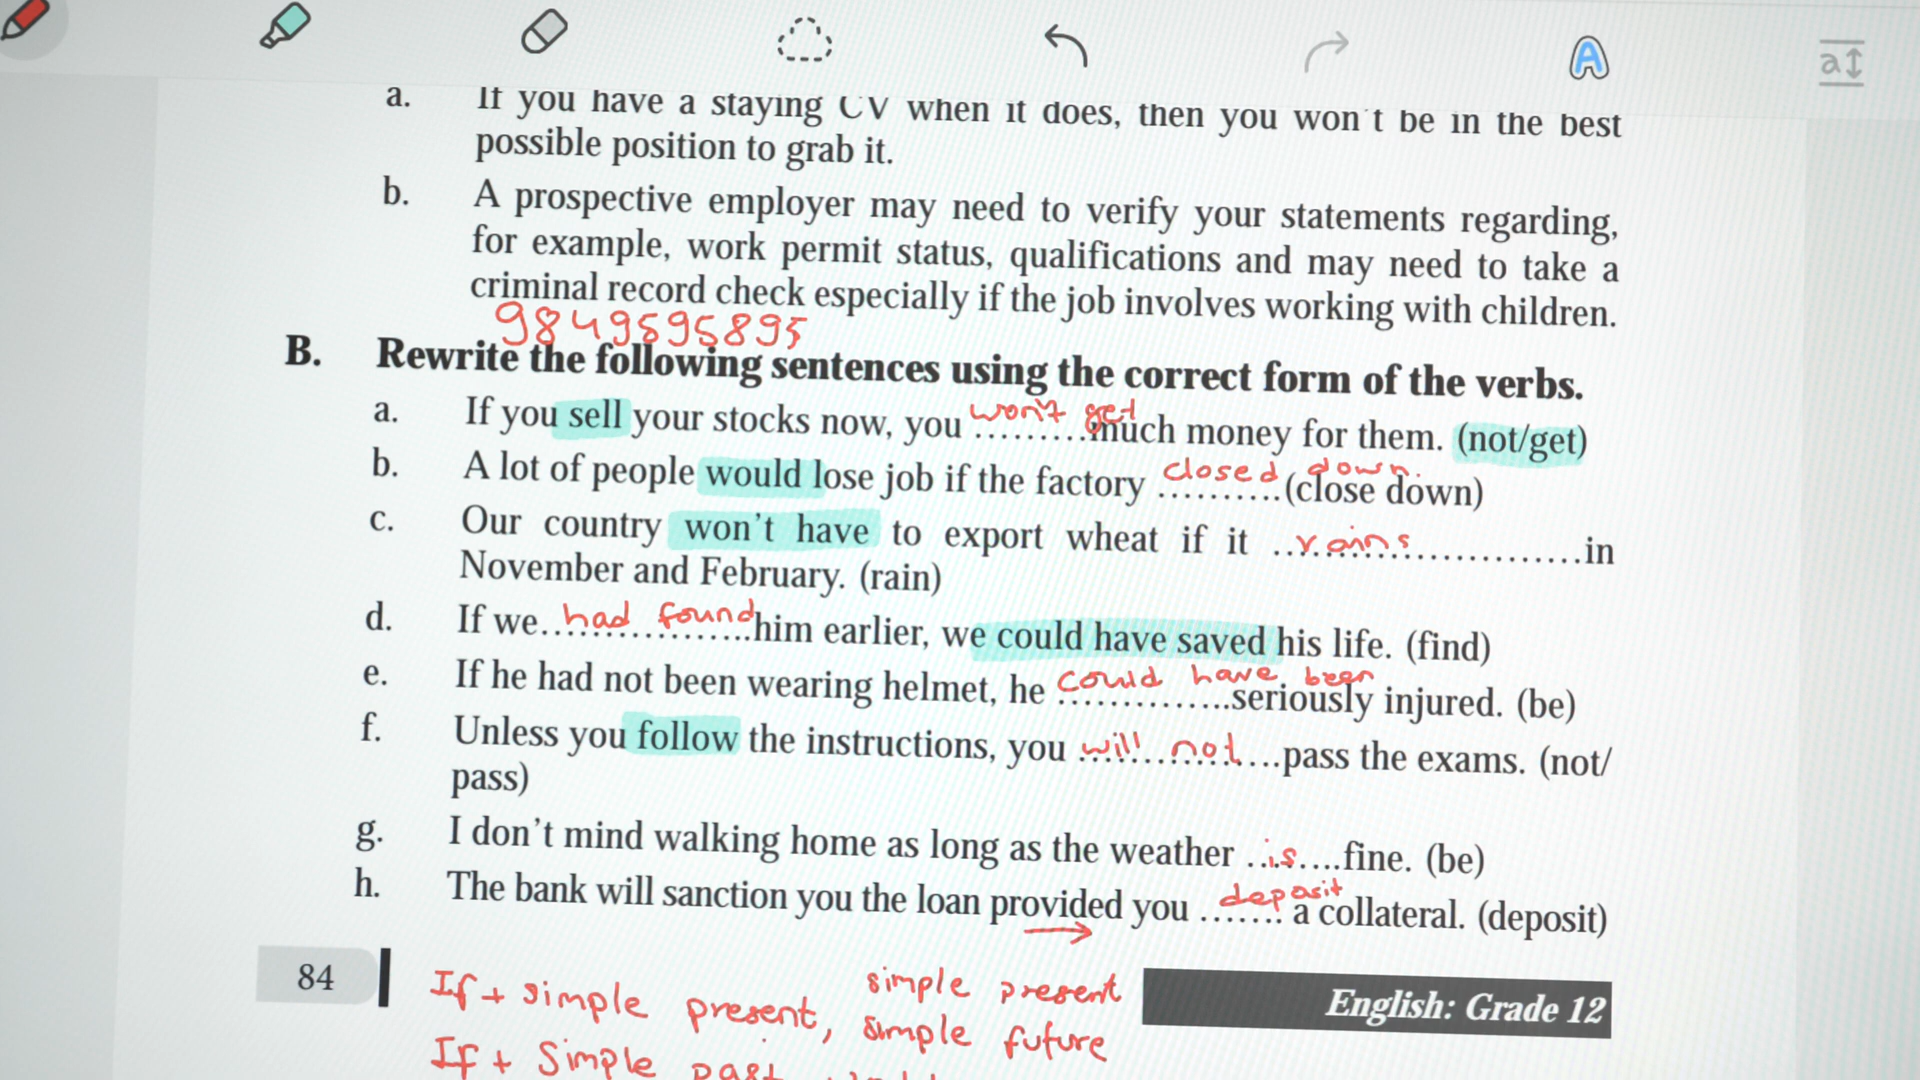 a. If you have a staying CV when it does, then you won't be in the best
possible position to grab it.
b. A prospective employer may need to verify your statements regarding,
for example, work permit status, qualifications and may need to take a
criminal record check especially if the job involves working with children.
9849595895
B. Rewrite the following sentences using the correct form of the verbs.
a. If you sell your stocks now, you won't get .........much money for them. (not/get)
b. A lot of people would lose job if the factory closed down. ..........(close down)
c. Our country won't have to export wheat if it ..rains..........................in
November and February. (rain)
d. If we. had found ..................him earlier, we could have saved his life. (find)
e. If he had not been wearing helmet, he could have been ..............seriously injured. (be)
f. Unless you follow the instructions, you will not ....pass the exams. (not/
pass)
g. I don't mind walking home as long as the weather ..is.....fine. (be)
h. The bank will sanction you the loan provided you deposit ....... a collateral. (deposit)
84
If + simple present, simple present
simple future
If + Simple past
English: Grade 12
A
a